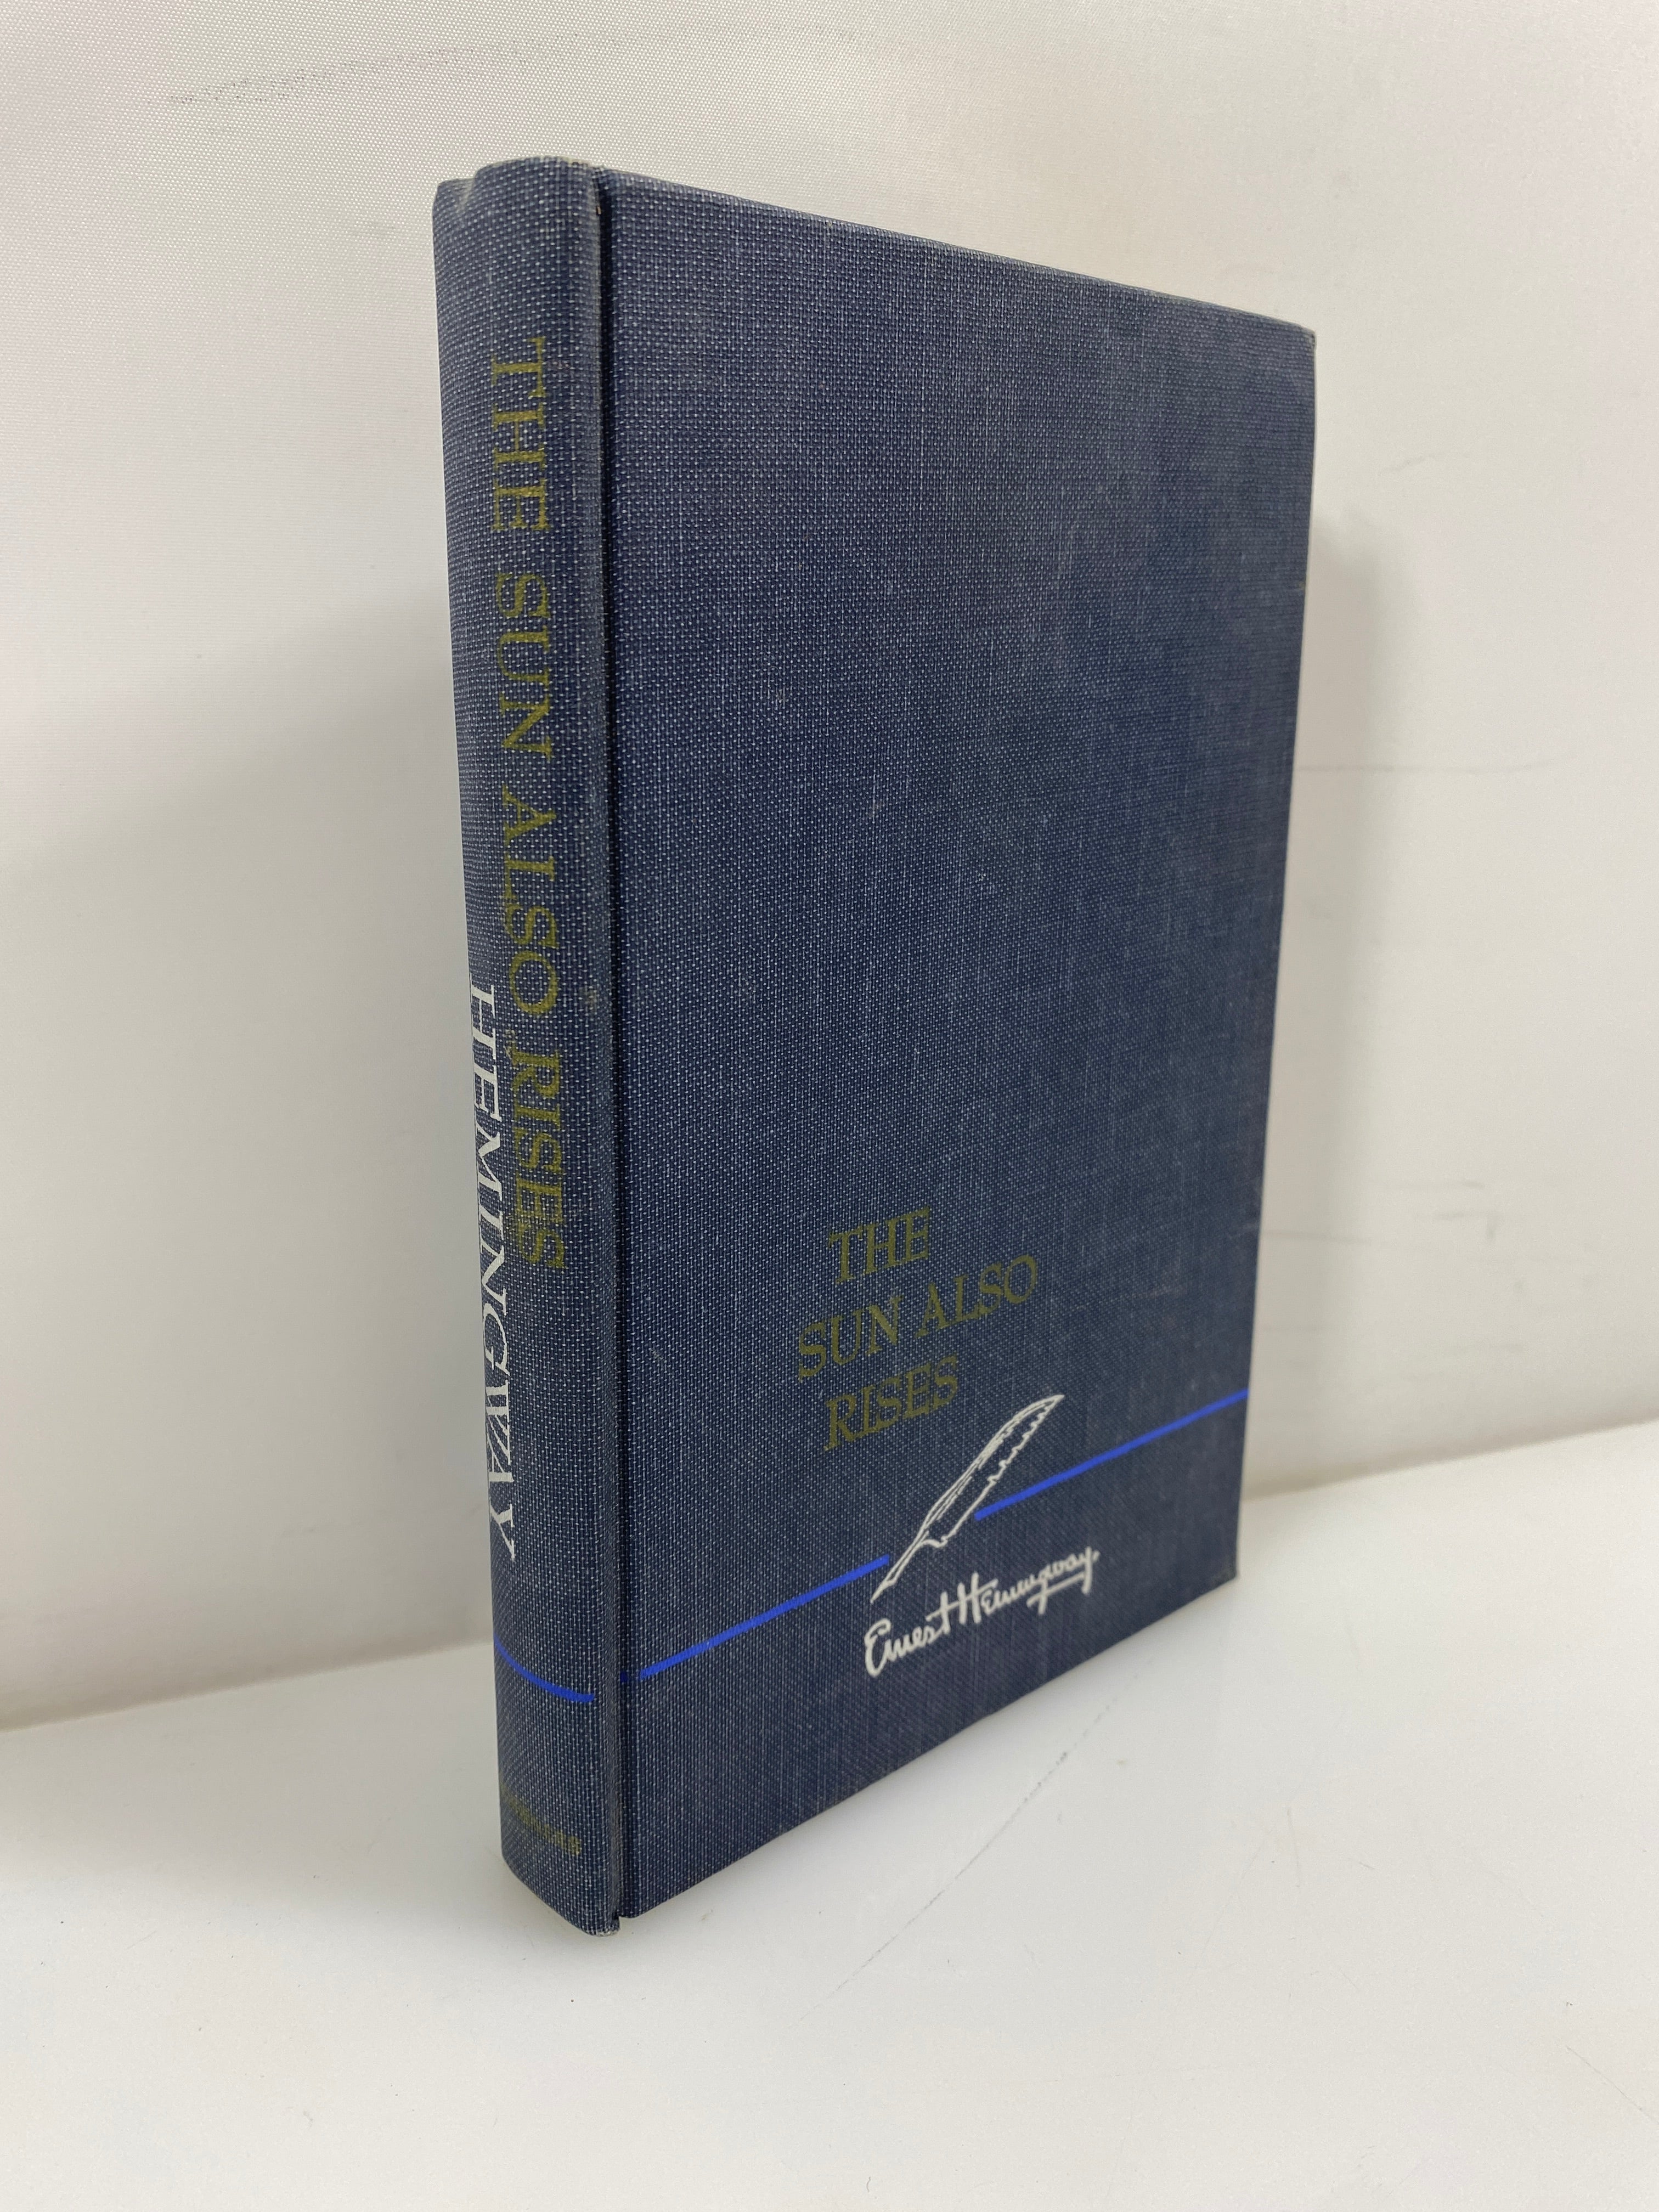 THE SUN ALSO RISES
HEMINGWAY
THE
SUN ALSO
RISES
Ernest Hemingway.